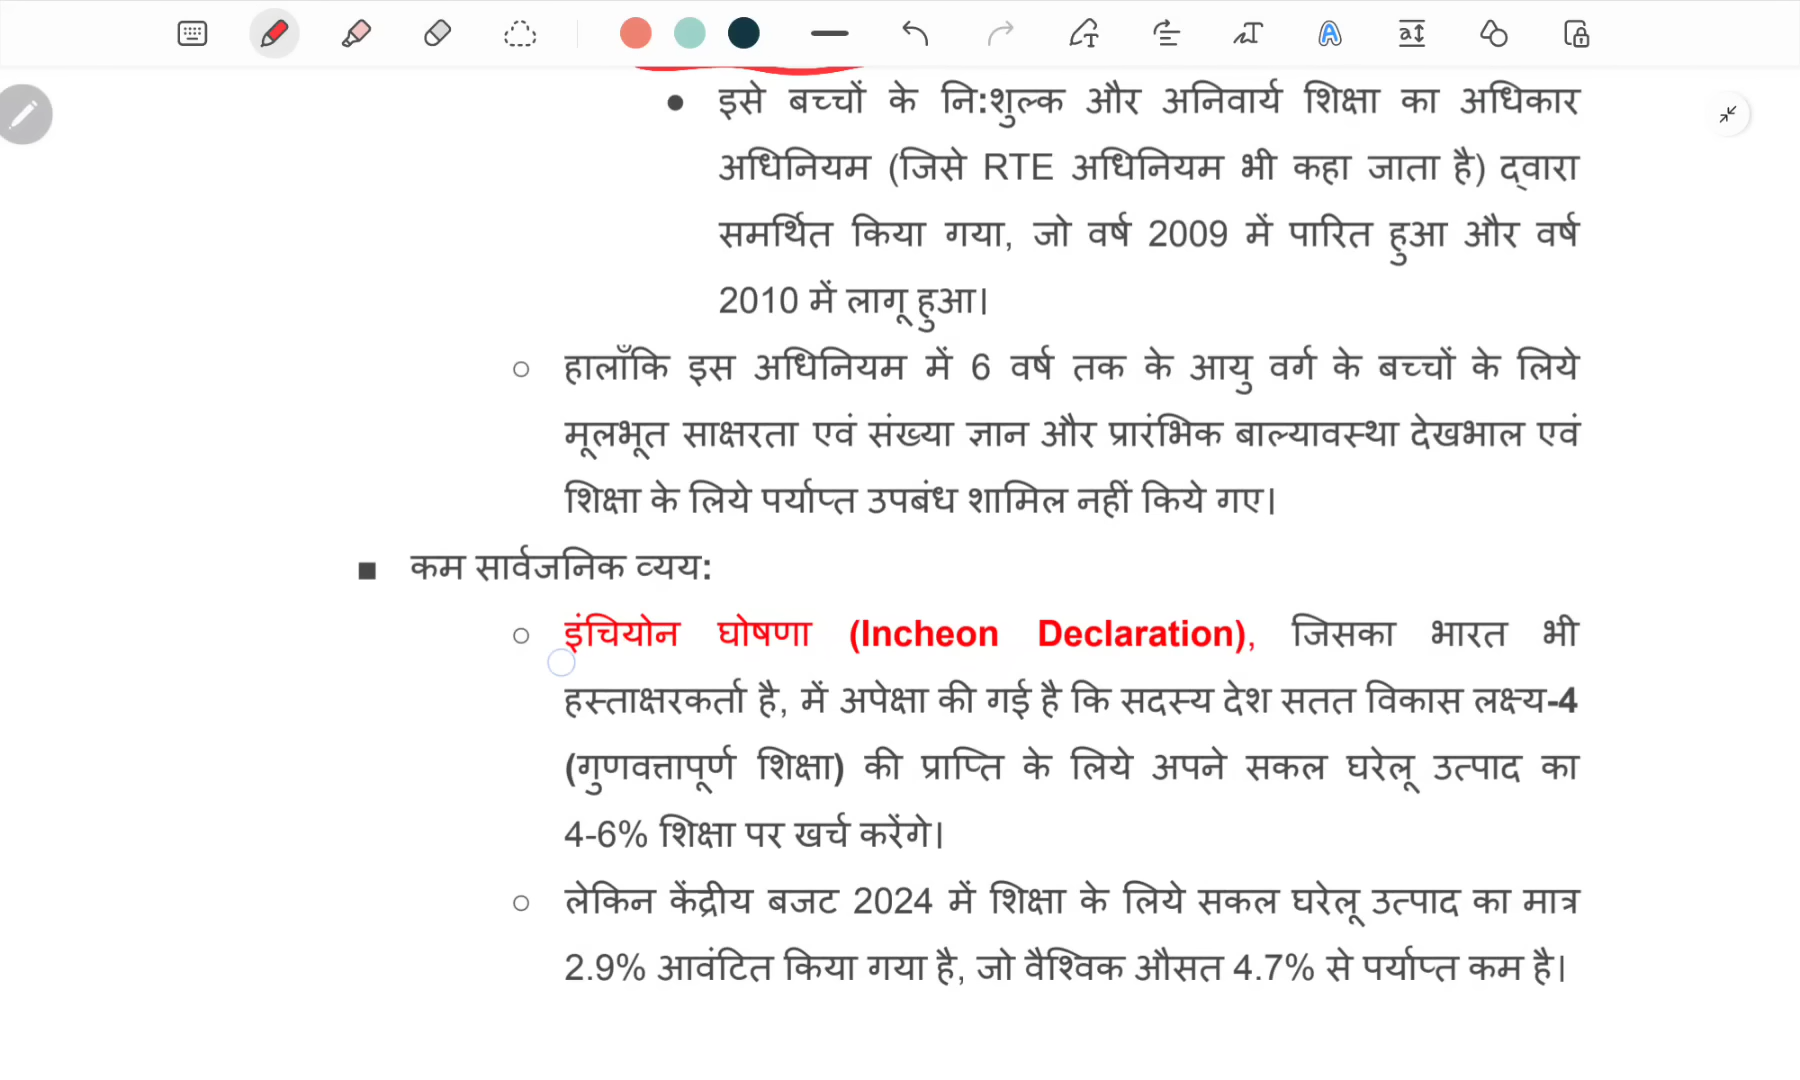 इसे बच्चों के नि:शुल्क और अनिवार्य शिक्षा का अधिकार
अधिनियम (जिसे RTE अधिनियम भी कहा जाता है) द्वारा
समर्थित किया गया, जो वर्ष 2009 में पारित हुआ और वर्ष
2010 में लागू हुआ।
हालाँकि इस अधिनियम में 6 वर्ष तक के आयु वर्ग के बच्चों के लिये
मूलभूत साक्षरता एवं संख्या ज्ञान और प्रारंभिक बाल्यावस्था देखभाल एवं
शिक्षा के लिये पर्याप्त उपबंध शामिल नहीं किये गए।
कम सार्वजनिक व्यय:
इंचियोन घोषणा (Incheon Declaration), जिसका भारत भी
हस्ताक्षरकर्ता है, में अपेक्षा की गई है कि सदस्य देश सतत विकास लक्ष्य-4
(गुणवत्तापूर्ण शिक्षा) की प्राप्ति के लिये अपने सकल घरेलू उत्पाद का
4-6% शिक्षा पर खर्च करेंगे।
लेकिन केंद्रीय बजट 2024 में शिक्षा के लिये सकल घरेलू उत्पाद का मात्र
2.9% आवंटित किया गया है, जो वैश्विक औसत 4.7% से पर्याप्त कम है।